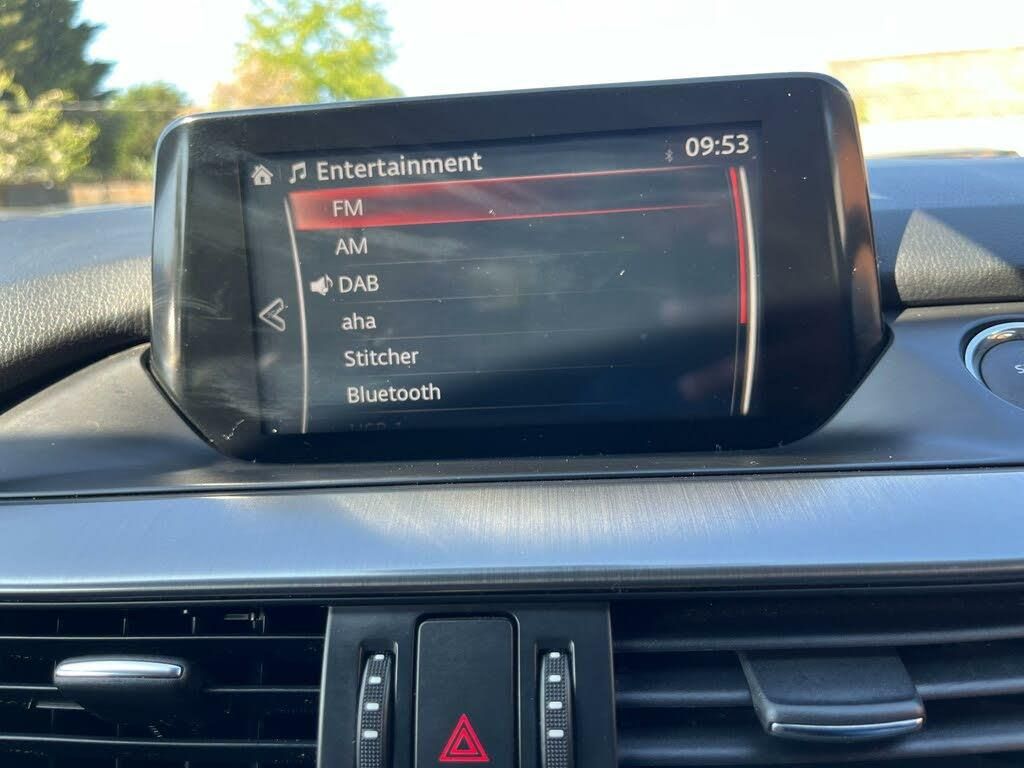 Entertainment
09:53
FM
AM
DAB
aha
Stitcher
Bluetooth